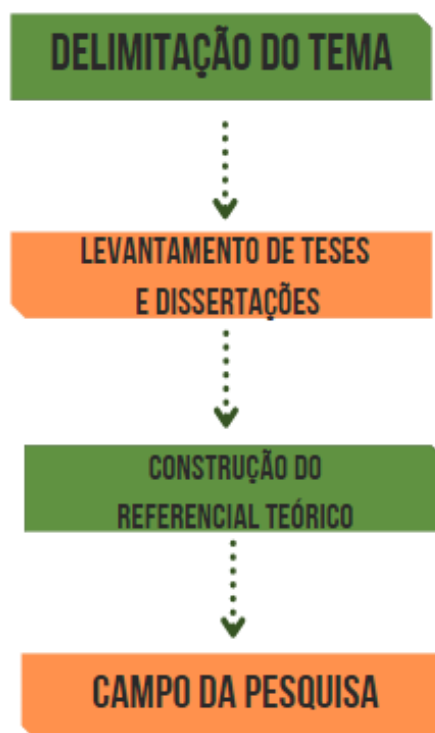 DELIMITAÇÃO DO TEMA
LEVANTAMENTO DE TESES
E DISSERTAÇÕES
CONSTRUÇÃO DO
REFERENCIAL TEÓRICO
CAMPO DA PESQUISA